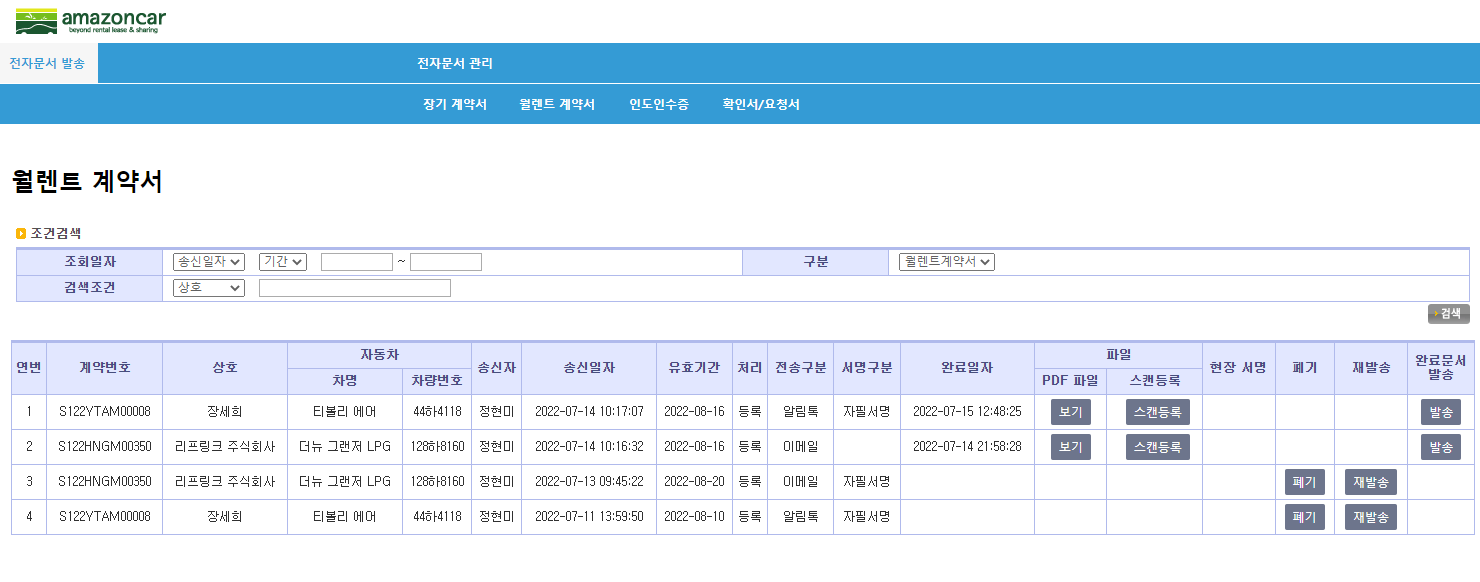 amazoncar
beyond rental lease & sharing
전자문서 발송 전자문서 관리
장기 계약서 월렌트 계약서 인도인수증 확인서/요청서
월렌트 계약서
조건검색
조회일자 송신일자 기간 ~ 구분 월렌트계약서
검색조건 상호
검색
연번 계약번호 상호 자동차 송신자 송신일자 유효기간 처리 전송구분 서명구분 완료일자 파일 현장 서명 폐기 재발송 완료문서 발송
차명 차량번호 PDF 파일 스캔등록
1 S122YTAM00008 장세희 티볼리 에어 44하4118 정현미 2022-07-14 10:17:07 2022-08-16 등록 알림톡 자필서명 2022-07-15 12:48:25 보기 스캔등록 발송
2 S122HNGM00350 리프링크 주식회사 더뉴 그랜저 LPG 128하8160 정현미 2022-07-14 10:16:32 2022-08-16 등록 이메일 2022-07-14 21:58:28 보기 스캔등록 발송
3 S122HNGM00350 리프링크 주식회사 더뉴 그랜저 LPG 128하8160 정현미 2022-07-13 09:45:22 2022-08-20 등록 이메일 자필서명 폐기 재발송
4 S122YTAM00008 장세희 티볼리 에어 44하4118 정현미 2022-07-11 13:59:50 2022-08-10 등록 알림톡 자필서명 폐기 재발송